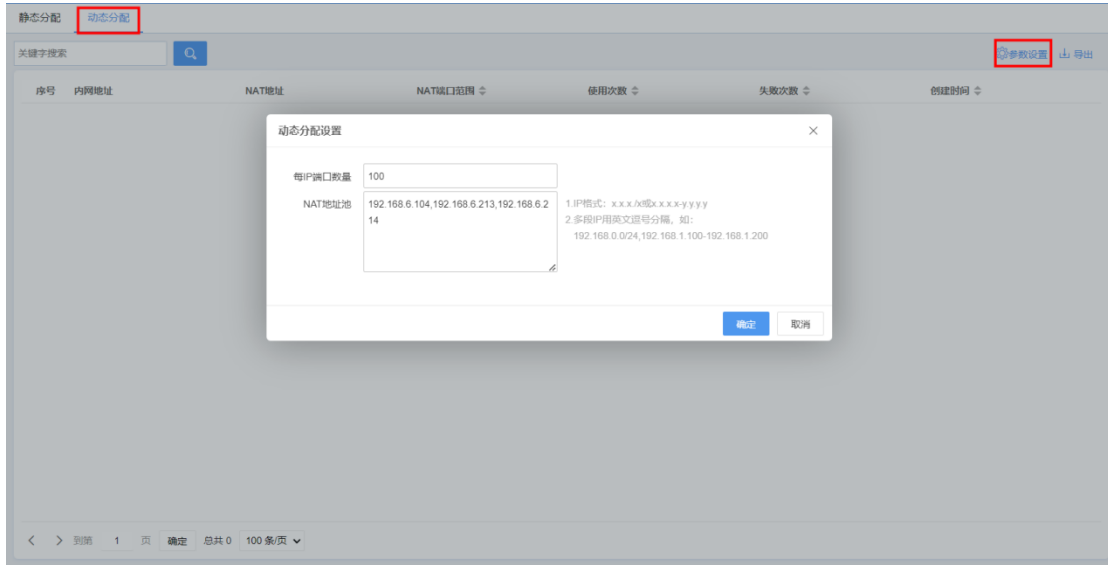 静态分配 动态分配
关键字搜索 参数设置 导出
序号 内网地址 NAT地址 NAT端口范围 使用次数 失败次数 创建时间
动态分配设置
每IP端口数量 100
NAT地址池 192.168.6.104,192.168.6.213,192.168.6.2 1.IP格式：x.x.x./x或x.x.x.x-y.y.y.y
14 2.多段IP用英文逗号分隔，如：
192.168.0.0/24,192.168.1.100-192.168.1.200
确定 取消
到第 1 页 确定 总共 0 100 条/页